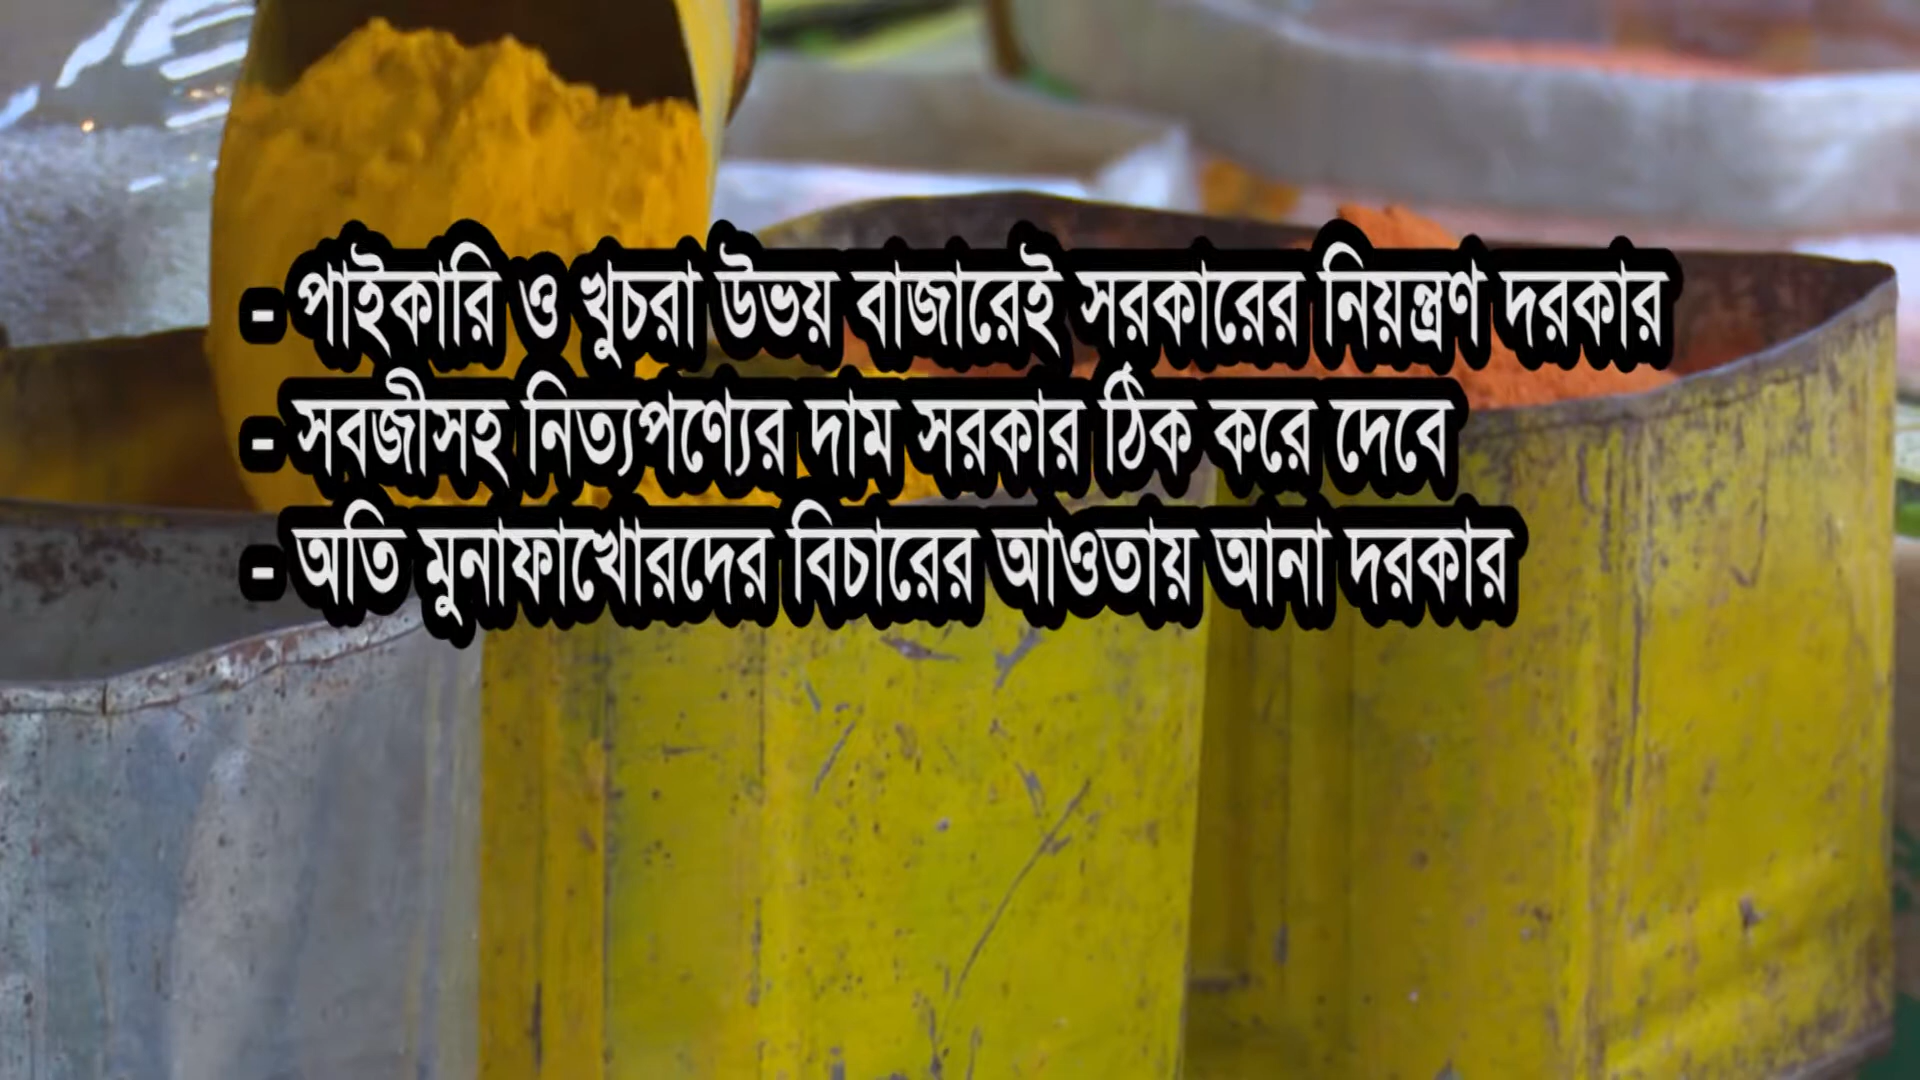 - পাইকারি ও খুচরা উভয় বাজারেই সরকারের নিয়ন্ত্রণ দরকার
- সবজীসহ নিত্যপণ্যের দাম সরকার ঠিক করে দেবে
- অতি মুনাফাখোরদের বিচারের আওতায় আনা দরকার